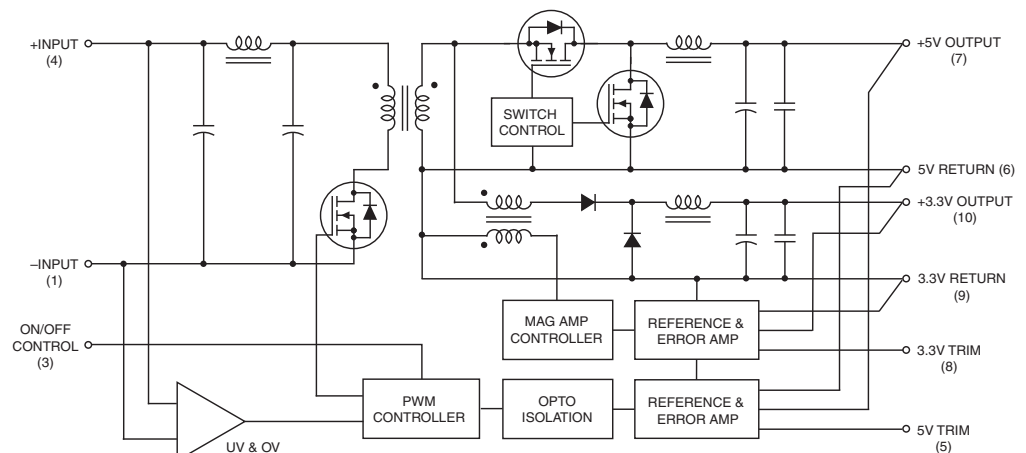 +INPUT
(4)
+5V OUTPUT
(7)
SWITCH
CONTROL
5V RETURN (6)
+3.3V OUTPUT
(10)
–INPUT
(1)
3.3V RETURN
(9)
ON/OFF
CONTROL
(3)
MAG AMP
CONTROLLER
REFERENCE &
ERROR AMP
3.3V TRIM
(8)
PWM
CONTROLLER
OPTO
ISOLATION
REFERENCE &
ERROR AMP
5V TRIM
(5)
UV & OV